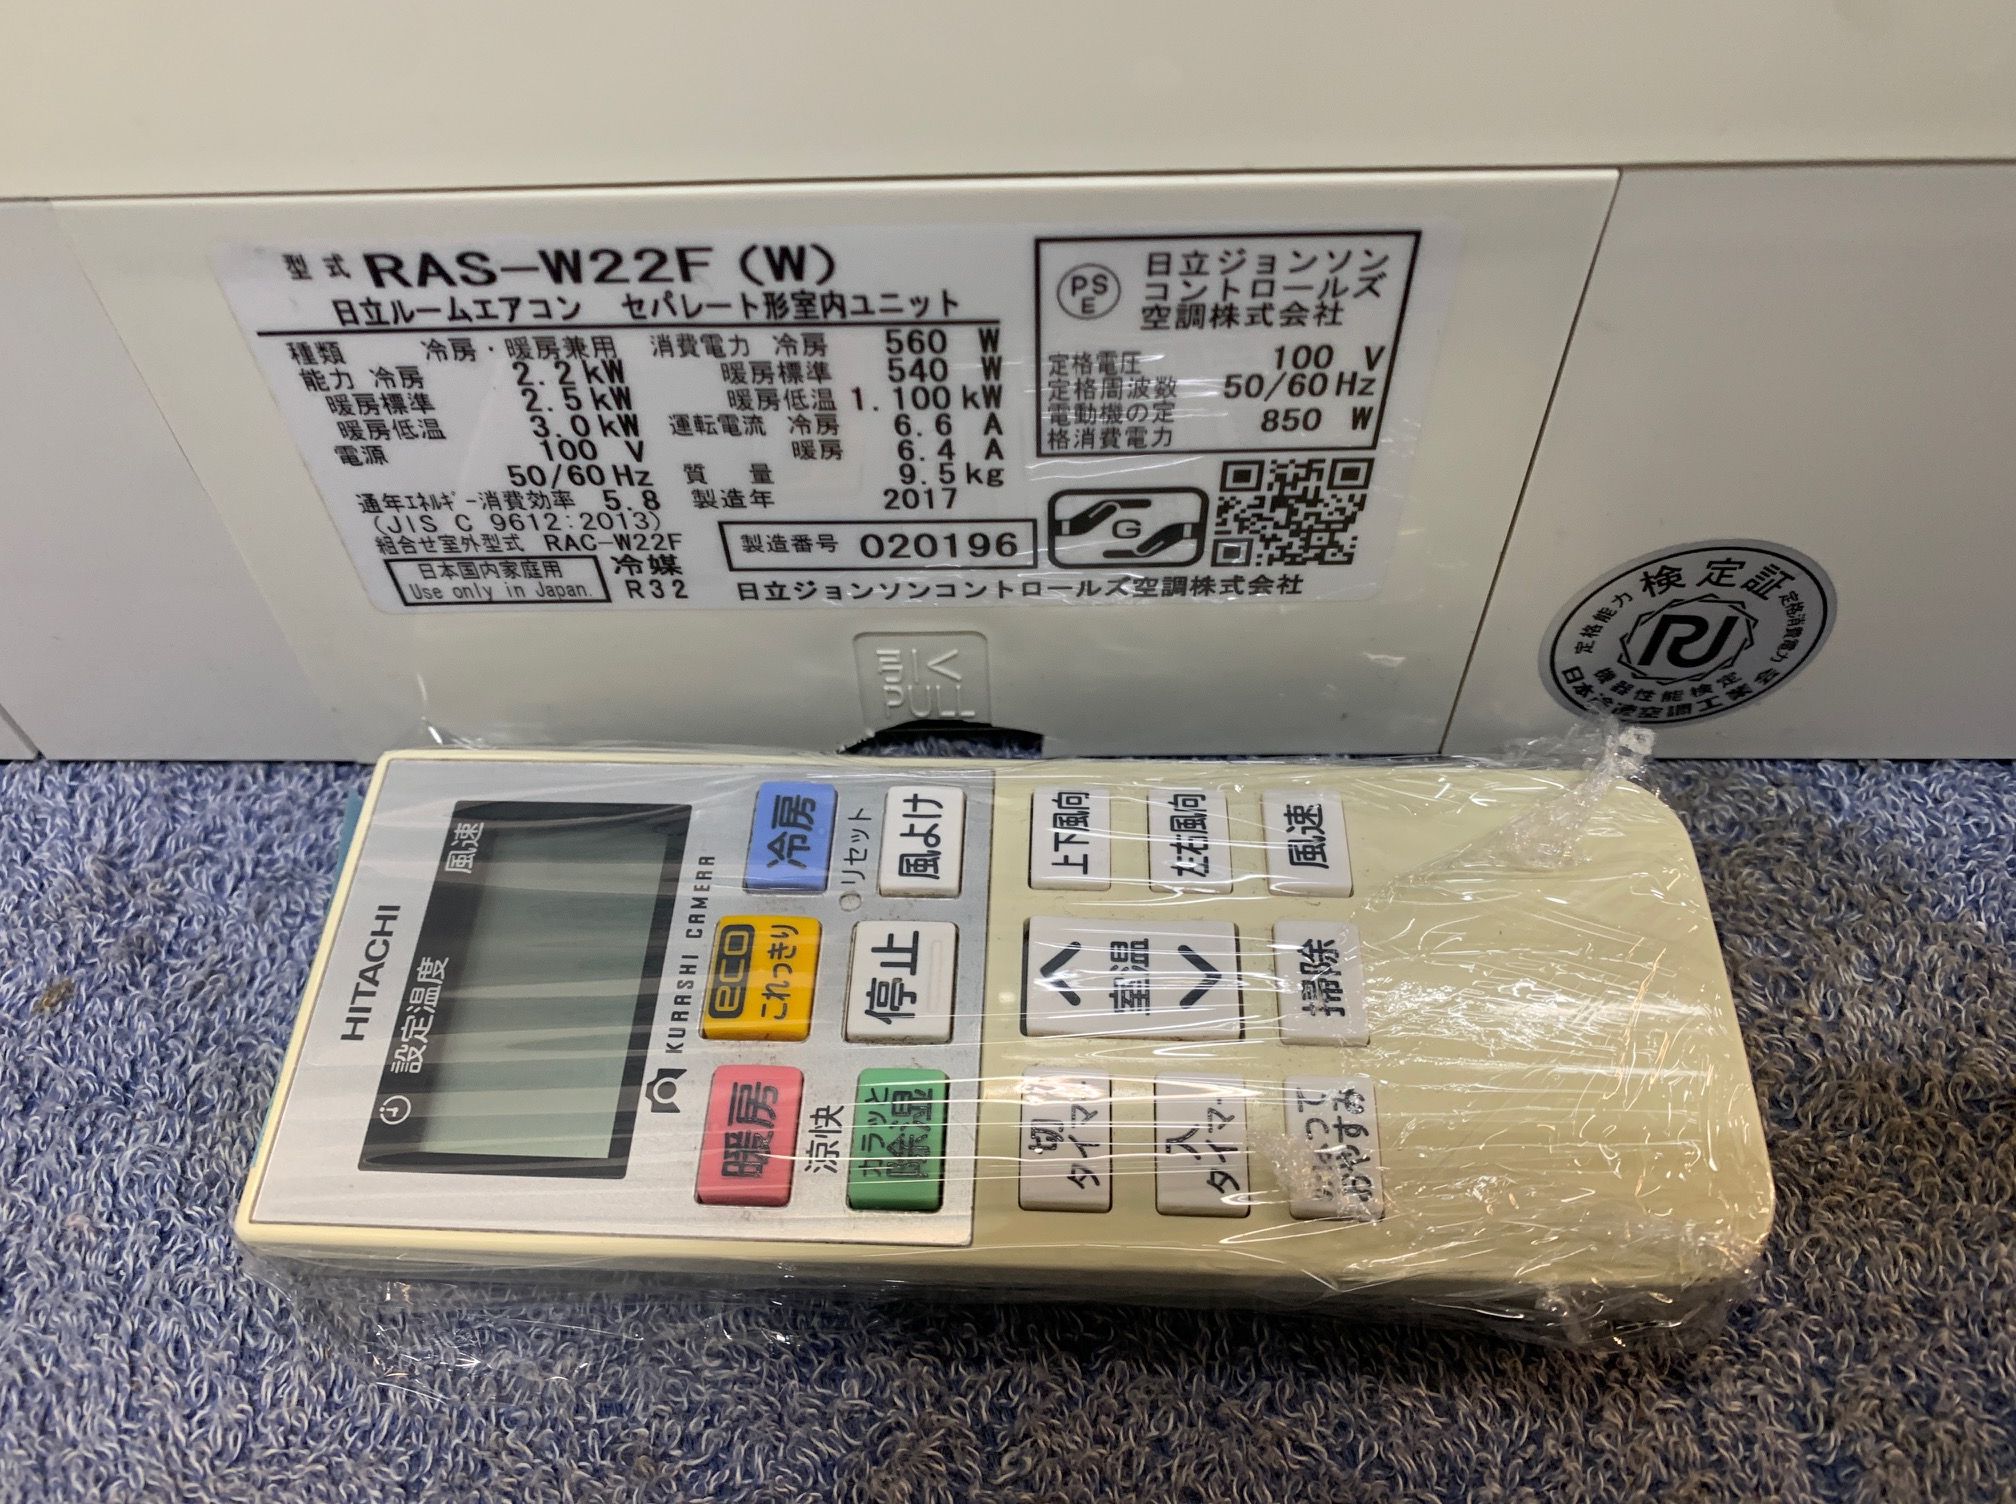 型式 RAS-W22F(W)
日立ルームエアコン セパレート形室内ユニット
種類 冷房・暖房兼用
能力 冷房 2.2kW
暖房標準 2.5kW
暖房低温 3.0kW
電源 100 V
50/60Hz
通年エネルギー消費効率 5.8
(JIS C 9612:2013)
組合せ室外型式 RAC-W22F
日本国内家庭用
Use only in Japan.
冷媒
R32
消費電力 冷房 560 W
暖房標準 540 W
暖房低温 1.100kW
運転電流 冷房 6.6 A
暖房 6.4 A
質量 9.5kg
製造年 2017
製造番号 020196
日立ジョンソンコントロールズ空調株式会社
PS
E
日立ジョンソン
コントロールズ
空調株式会社
定格電圧 100 V
定格周波数 50/60Hz
電動機の定
格消費電力 850 W
G
PULL
検定証
定格能力
定格消費電力
機器性能検定
日本冷凍空調工業会
HITACHI
設定温度
風速
KURASHI CAMERA
冷房
eco
これっきり
暖房
リセット
涼快
風よけ
停止
カラッと
除湿
上下風向
左右風向
風速
室温
掃除
切
タイマー
入
タイマー
おやすみ